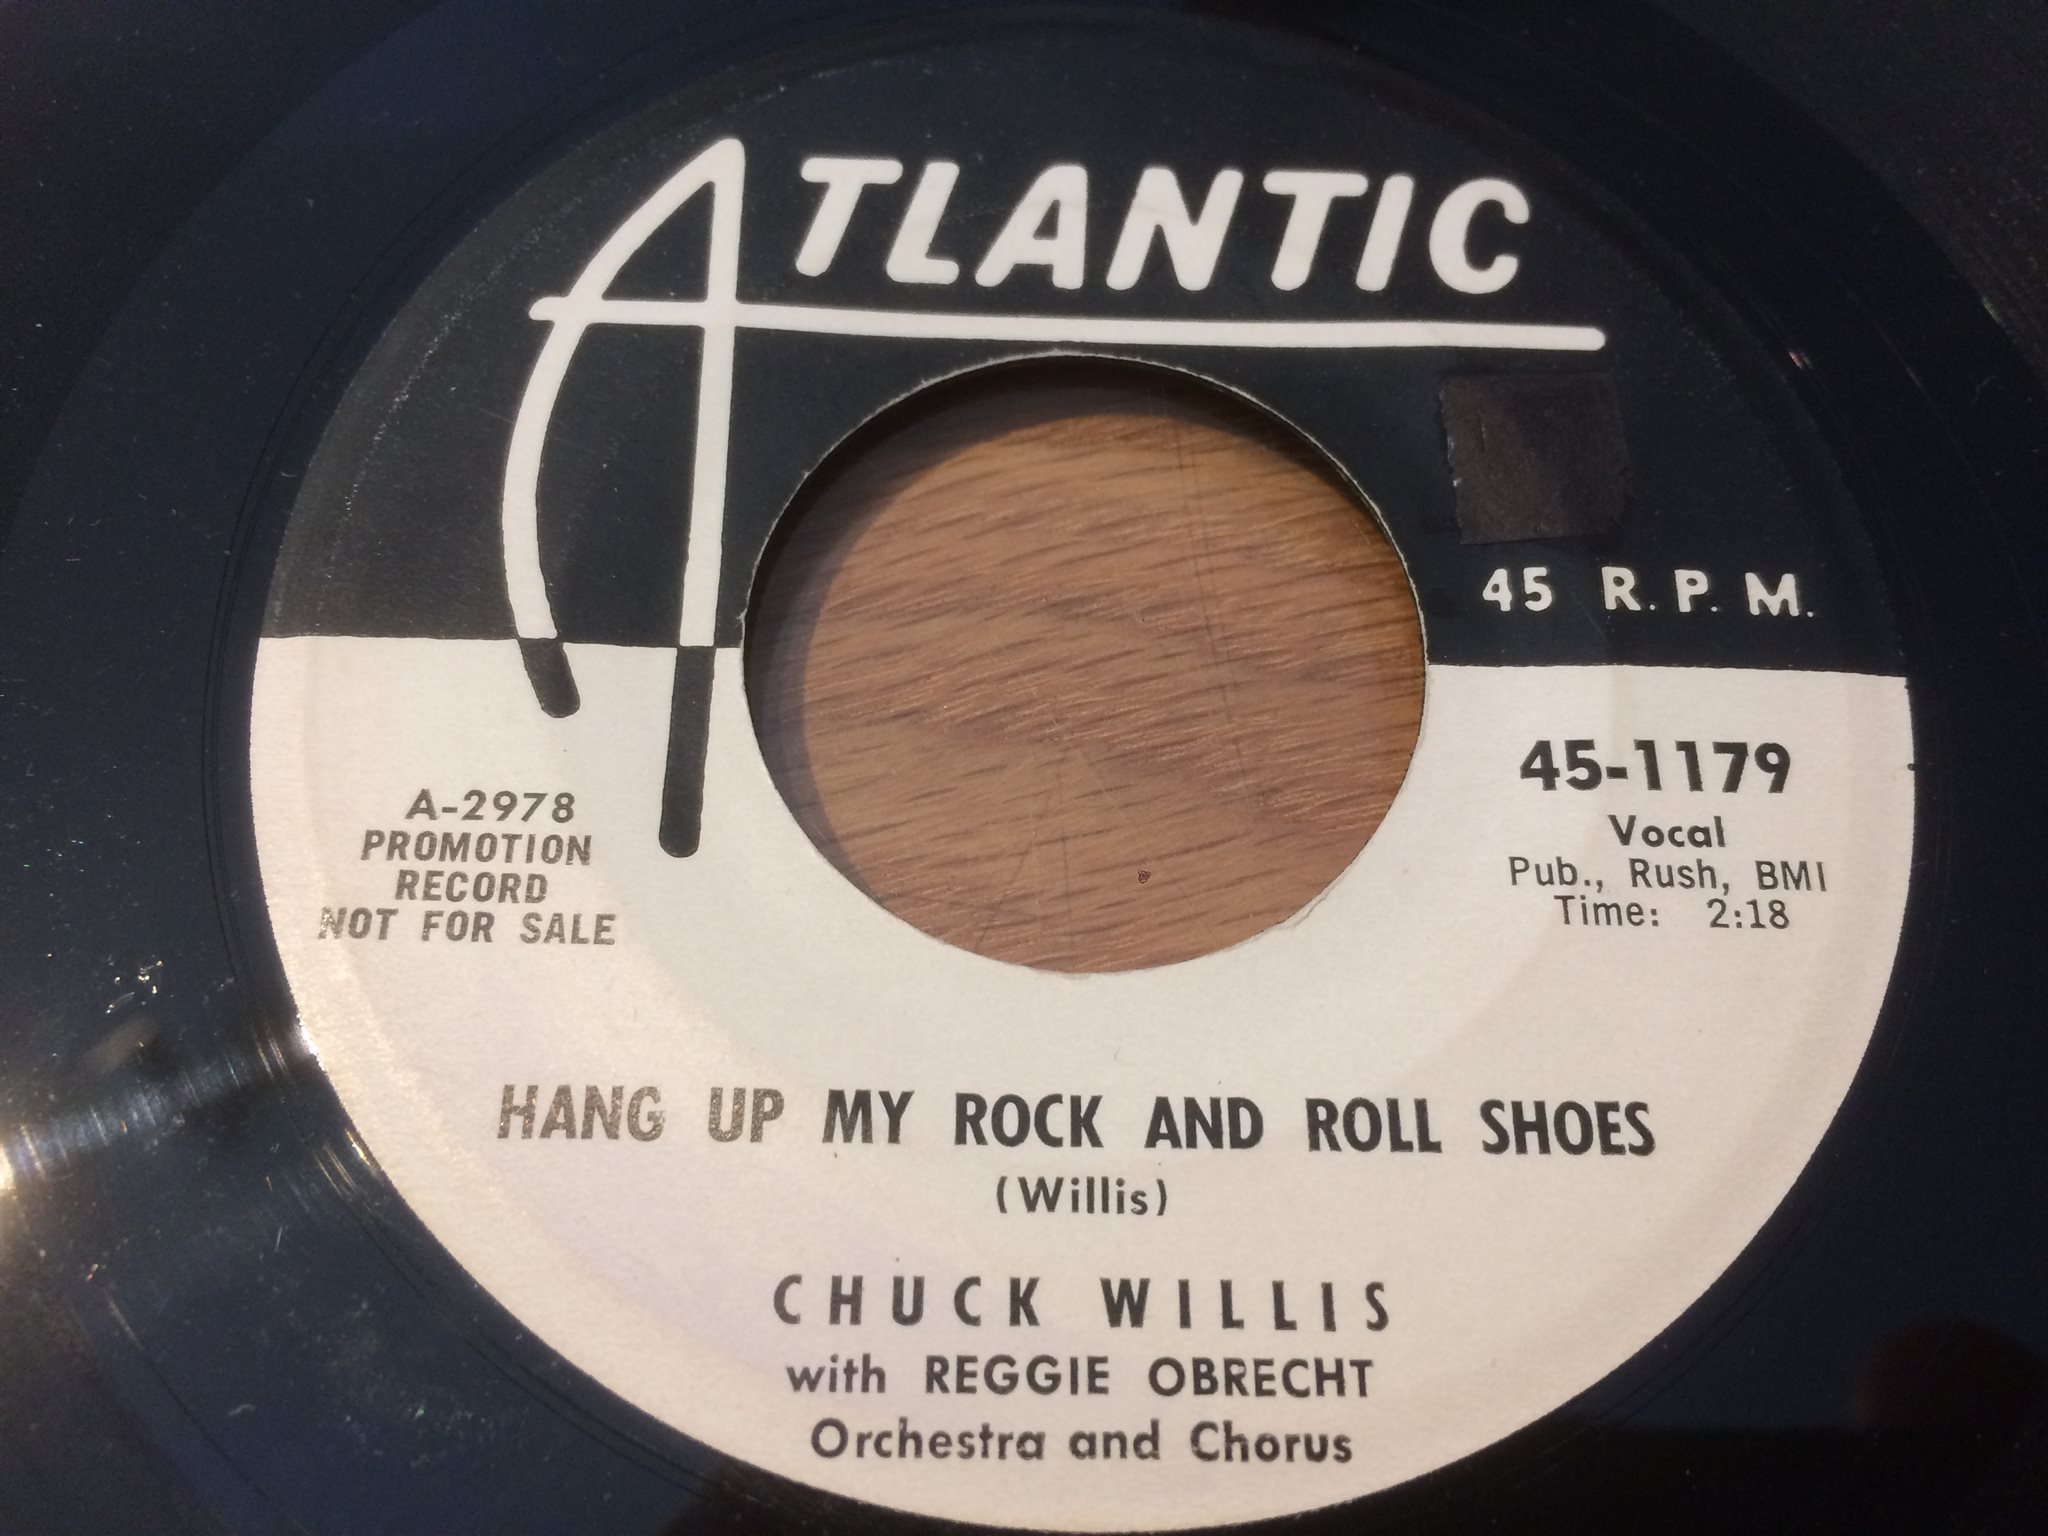 ATLANTIC
45 R.P.M.
45-1179
Vocal
Pub., Rush, BMI
Time: 2:18
A-2978
PROMOTION
RECORD
NOT FOR SALE
HANG UP MY ROCK AND ROLL SHOES
(Willis)
CHUCK WILLIS
with REGGIE OBRECHT
Orchestra and Chorus